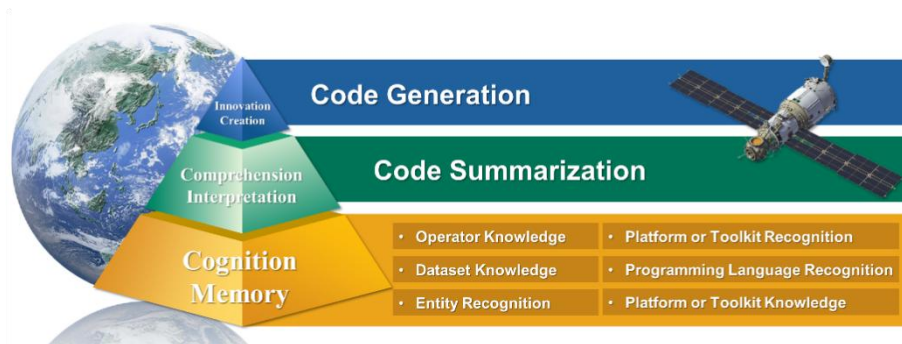 Innovation
Creation
Code Generation
Comprehension
Interpretation
Code Summarization
Cognition
Memory
• Operator Knowledge
• Platform or Toolkit Recognition
• Dataset Knowledge
• Programming Language Recognition
• Entity Recognition
• Platform or Toolkit Knowledge